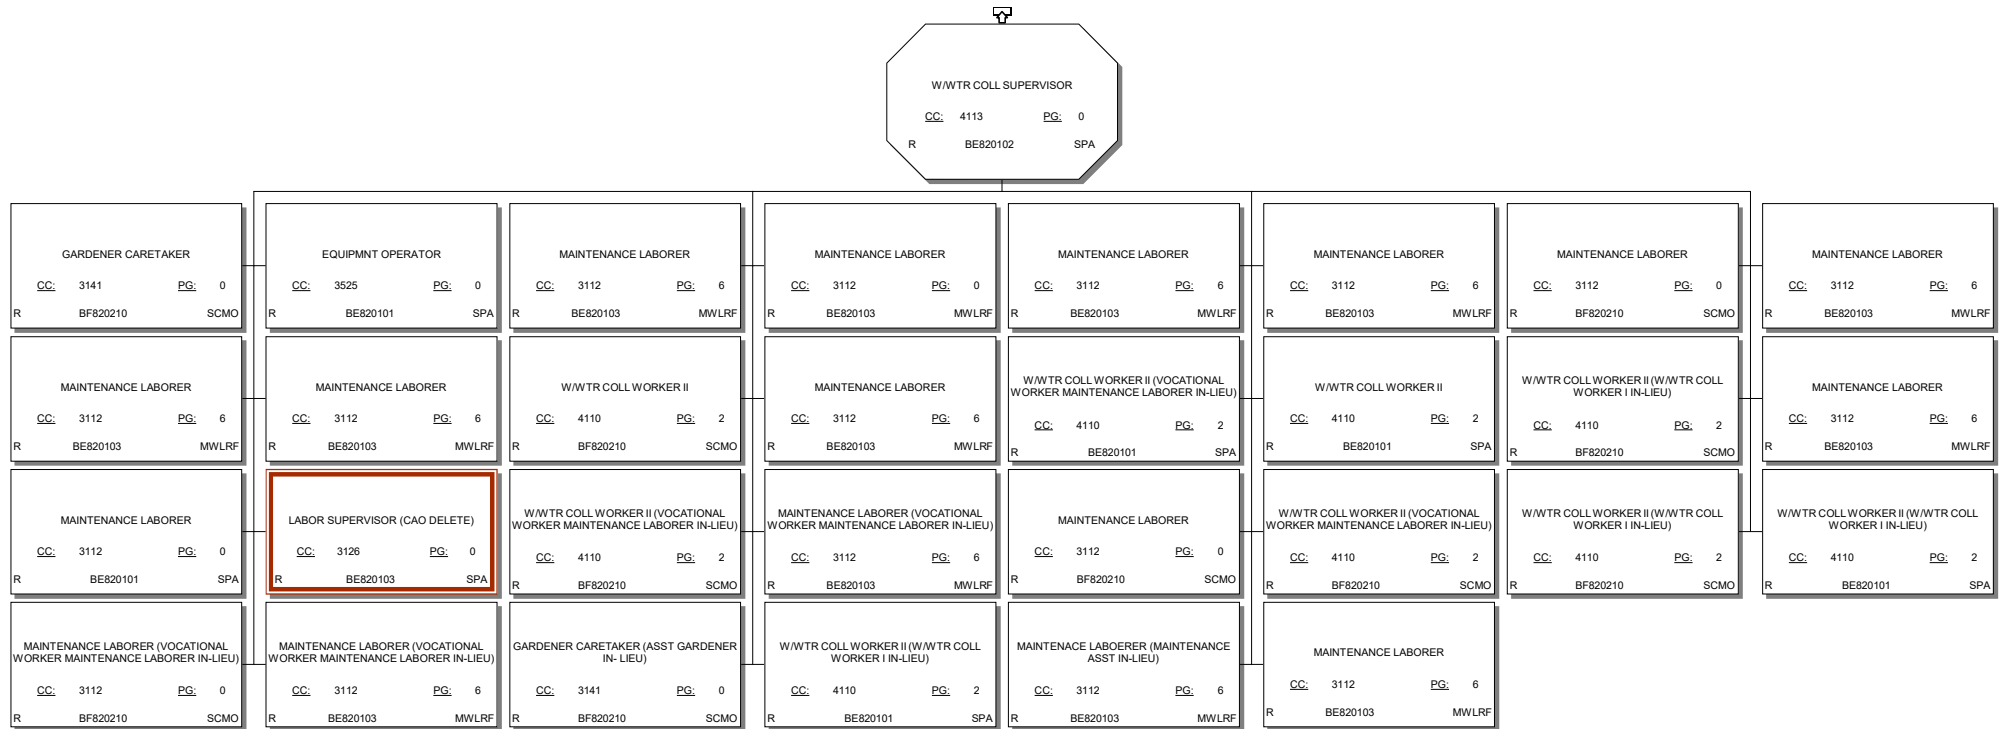 W/WTR COLL SUPERVISOR
CC: 4113 PG: 0
R BE820102 SPA
GARDENER CARETAKER
CC: 3141 PG: 0
R BF820210 SCMO
EQUIPMNT OPERATOR
CC: 3525 PG: 0
R BE820101 SPA
MAINTENANCE LABORER
CC: 3112 PG: 6
R BE820103 MWLRF
MAINTENANCE LABORER
CC: 3112 PG: 0
R BE820103 MWLRF
MAINTENANCE LABORER
CC: 3112 PG: 6
R BE820103 MWLRF
MAINTENANCE LABORER
CC: 3112 PG: 6
R BE820103 MWLRF
MAINTENANCE LABORER
CC: 3112 PG: 0
R BF820210 SCMO
MAINTENANCE LABORER
CC: 3112 PG: 6
R BE820103 MWLRF
MAINTENANCE LABORER
CC: 3112 PG: 6
R BE820103 MWLRF
MAINTENANCE LABORER
CC: 3112 PG: 6
R BE820103 MWLRF
W/WTR COLL WORKER II
CC: 4110 PG: 2
R BF820210 SCMO
MAINTENANCE LABORER
CC: 3112 PG: 6
R BE820103 MWLRF
W/WTR COLL WORKER II (VOCATIONAL
WORKER MAINTENANCE LABORER IN-LIEU)
CC: 4110 PG: 2
R BE820101 SPA
W/WTR COLL WORKER II
CC: 4110 PG: 2
R BE820101 SPA
W/WTR COLL WORKER II (W/WTR COLL
WORKER I IN-LIEU)
CC: 4110 PG: 2
R BF820210 SCMO
MAINTENANCE LABORER
CC: 3112 PG: 6
R BE820103 MWLRF
MAINTENANCE LABORER
CC: 3112 PG: 0
R BE820101 SPA
LABOR SUPERVISOR (CAO DELETE)
CC: 3126 PG: 0
R BE820103 SPA
W/WTR COLL WORKER II (VOCATIONAL
WORKER MAINTENANCE LABORER IN-LIEU)
CC: 4110 PG: 2
R BF820210 SCMO
MAINTENANCE LABORER (VOCATIONAL
WORKER MAINTENANCE LABORER IN-LIEU)
CC: 3112 PG: 6
R BE820103 MWLRF
MAINTENANCE LABORER
CC: 3112 PG: 0
R BF820210 SCMO
W/WTR COLL WORKER II (VOCATIONAL
WORKER MAINTENANCE LABORER IN-LIEU)
CC: 4110 PG: 2
R BF820210 SCMO
W/WTR COLL WORKER II (W/WTR COLL
WORKER I IN-LIEU)
CC: 4110 PG: 2
R BF820210 SCMO
W/WTR COLL WORKER II (W/WTR COLL
WORKER I IN-LIEU)
CC: 4110 PG: 2
R BE820101 SPA
MAINTENANCE LABORER (VOCATIONAL
WORKER MAINTENANCE LABORER IN-LIEU)
CC: 3112 PG: 0
R BF820210 SCMO
MAINTENANCE LABORER (VOCATIONAL
WORKER MAINTENANCE LABORER IN-LIEU)
CC: 3112 PG: 6
R BE820103 MWLRF
GARDENER CARETAKER (ASST GARDENER
IN- LIEU)
CC: 3141 PG: 0
R BF820210 SCMO
W/WTR COLL WORKER II (W/WTR COLL
WORKER I IN-LIEU)
CC: 4110 PG: 2
R BE820101 SPA
MAINTENACE LABOERER (MAINTENANCE
ASST IN-LIEU)
CC: 3112 PG: 6
R BE820103 MWLRF
MAINTENANCE LABORER
CC: 3112 PG: 6
R BE820103 MWLRF